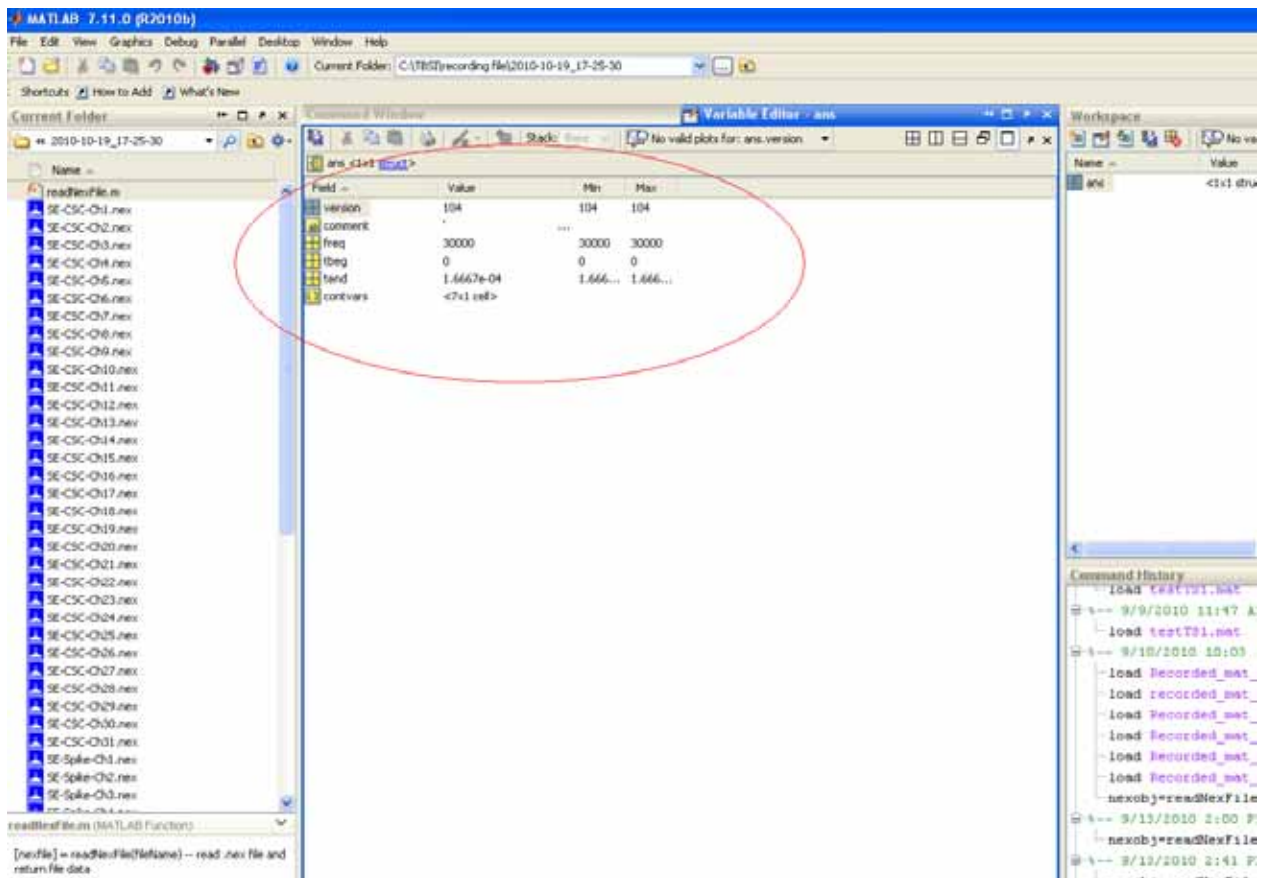 MATLAB 7.11.0 (R2010b)
File Edit View Graphics Debug Parallel Desktop Window Help
Current Folder: C:\TBSI\recording file\2010-10-19_17-25-30
Shortcuts How to Add What's New
Current Folder
« 2010-10-19_17-25-30
Name
readNexFile.m
SE-CSC-Ch1.nex
SE-CSC-Ch2.nex
SE-CSC-Ch3.nex
SE-CSC-Ch4.nex
SE-CSC-Ch5.nex
SE-CSC-Ch6.nex
SE-CSC-Ch7.nex
SE-CSC-Ch8.nex
SE-CSC-Ch9.nex
SE-CSC-Ch10.nex
SE-CSC-Ch11.nex
SE-CSC-Ch12.nex
SE-CSC-Ch13.nex
SE-CSC-Ch14.nex
SE-CSC-Ch15.nex
SE-CSC-Ch16.nex
SE-CSC-Ch17.nex
SE-CSC-Ch18.nex
SE-CSC-Ch19.nex
SE-CSC-Ch20.nex
SE-CSC-Ch21.nex
SE-CSC-Ch22.nex
SE-CSC-Ch23.nex
SE-CSC-Ch24.nex
SE-CSC-Ch25.nex
SE-CSC-Ch26.nex
SE-CSC-Ch27.nex
SE-CSC-Ch28.nex
SE-CSC-Ch29.nex
SE-CSC-Ch30.nex
SE-CSC-Ch31.nex
SE-Spike-Ch1.nex
SE-Spike-Ch2.nex
SE-Spike-Ch3.nex
readNexFile.m (MATLAB Function)
[nexfile] = readNexFile(fileName) -- read .nex file and
return file data
Command Window
Variable Editor - ans
Stack: Base No valid plots for: ans.version
ans <1x1 struct>
Field Value Min Max
version 104 104 104
comment ' ...
freq 30000 30000 30000
tbeg 0 0 0
tend 1.6667e-04 1.666... 1.666...
contvars <7x1 cell>
Workspace
No va
Name Value
ans <1x1 stru
Command History
load testTS1.mat
%-- 9/9/2010 11:47 A
load testTS1.mat
%-- 9/10/2010 10:03
load Recorded_mat_
load recorded_mat_
load Recorded_mat_
load Recorded_mat_
load Recorded_mat_
load Recorded_mat_
nexobj=readNexFile
%-- 9/13/2010 2:00 P
nexobj=readNexFile
%-- 9/13/2010 2:41 P